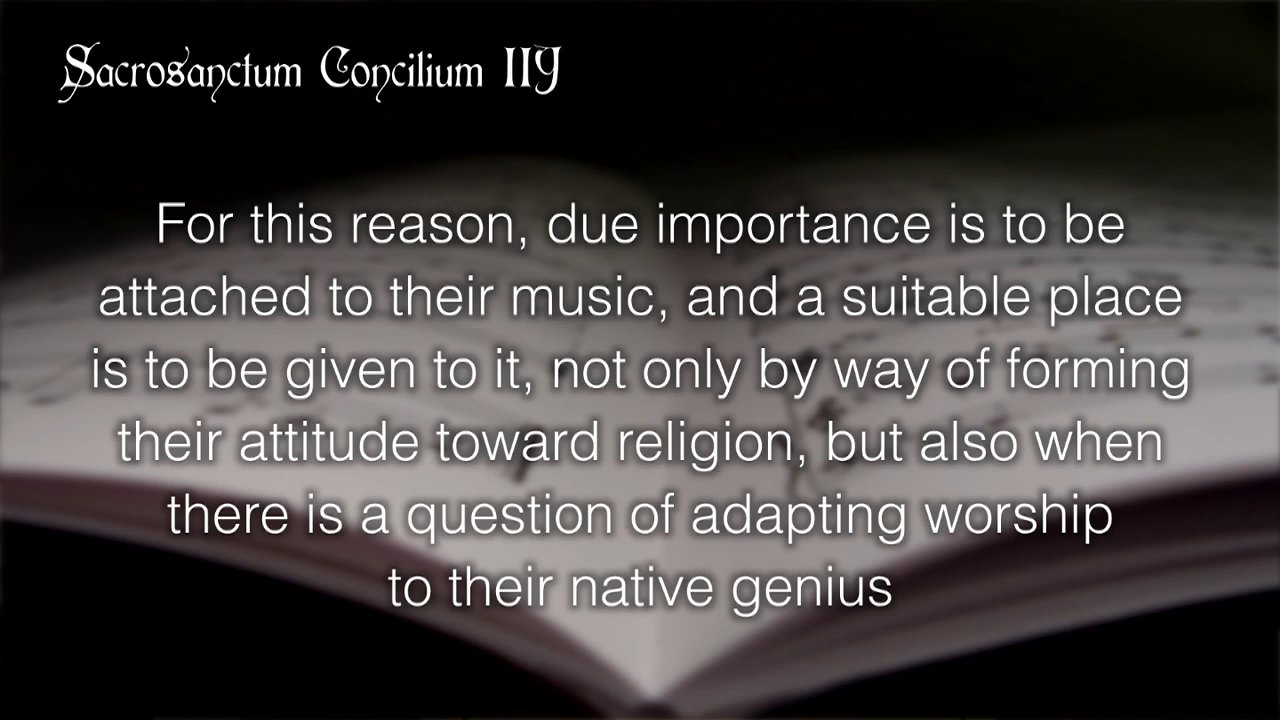 Sacrosanctum Concilium 119
For this reason, due importance is to be
attached to their music, and a suitable place
is to be given to it, not only by way of forming
their attitude toward religion, but also when
there is a question of adapting worship
to their native genius